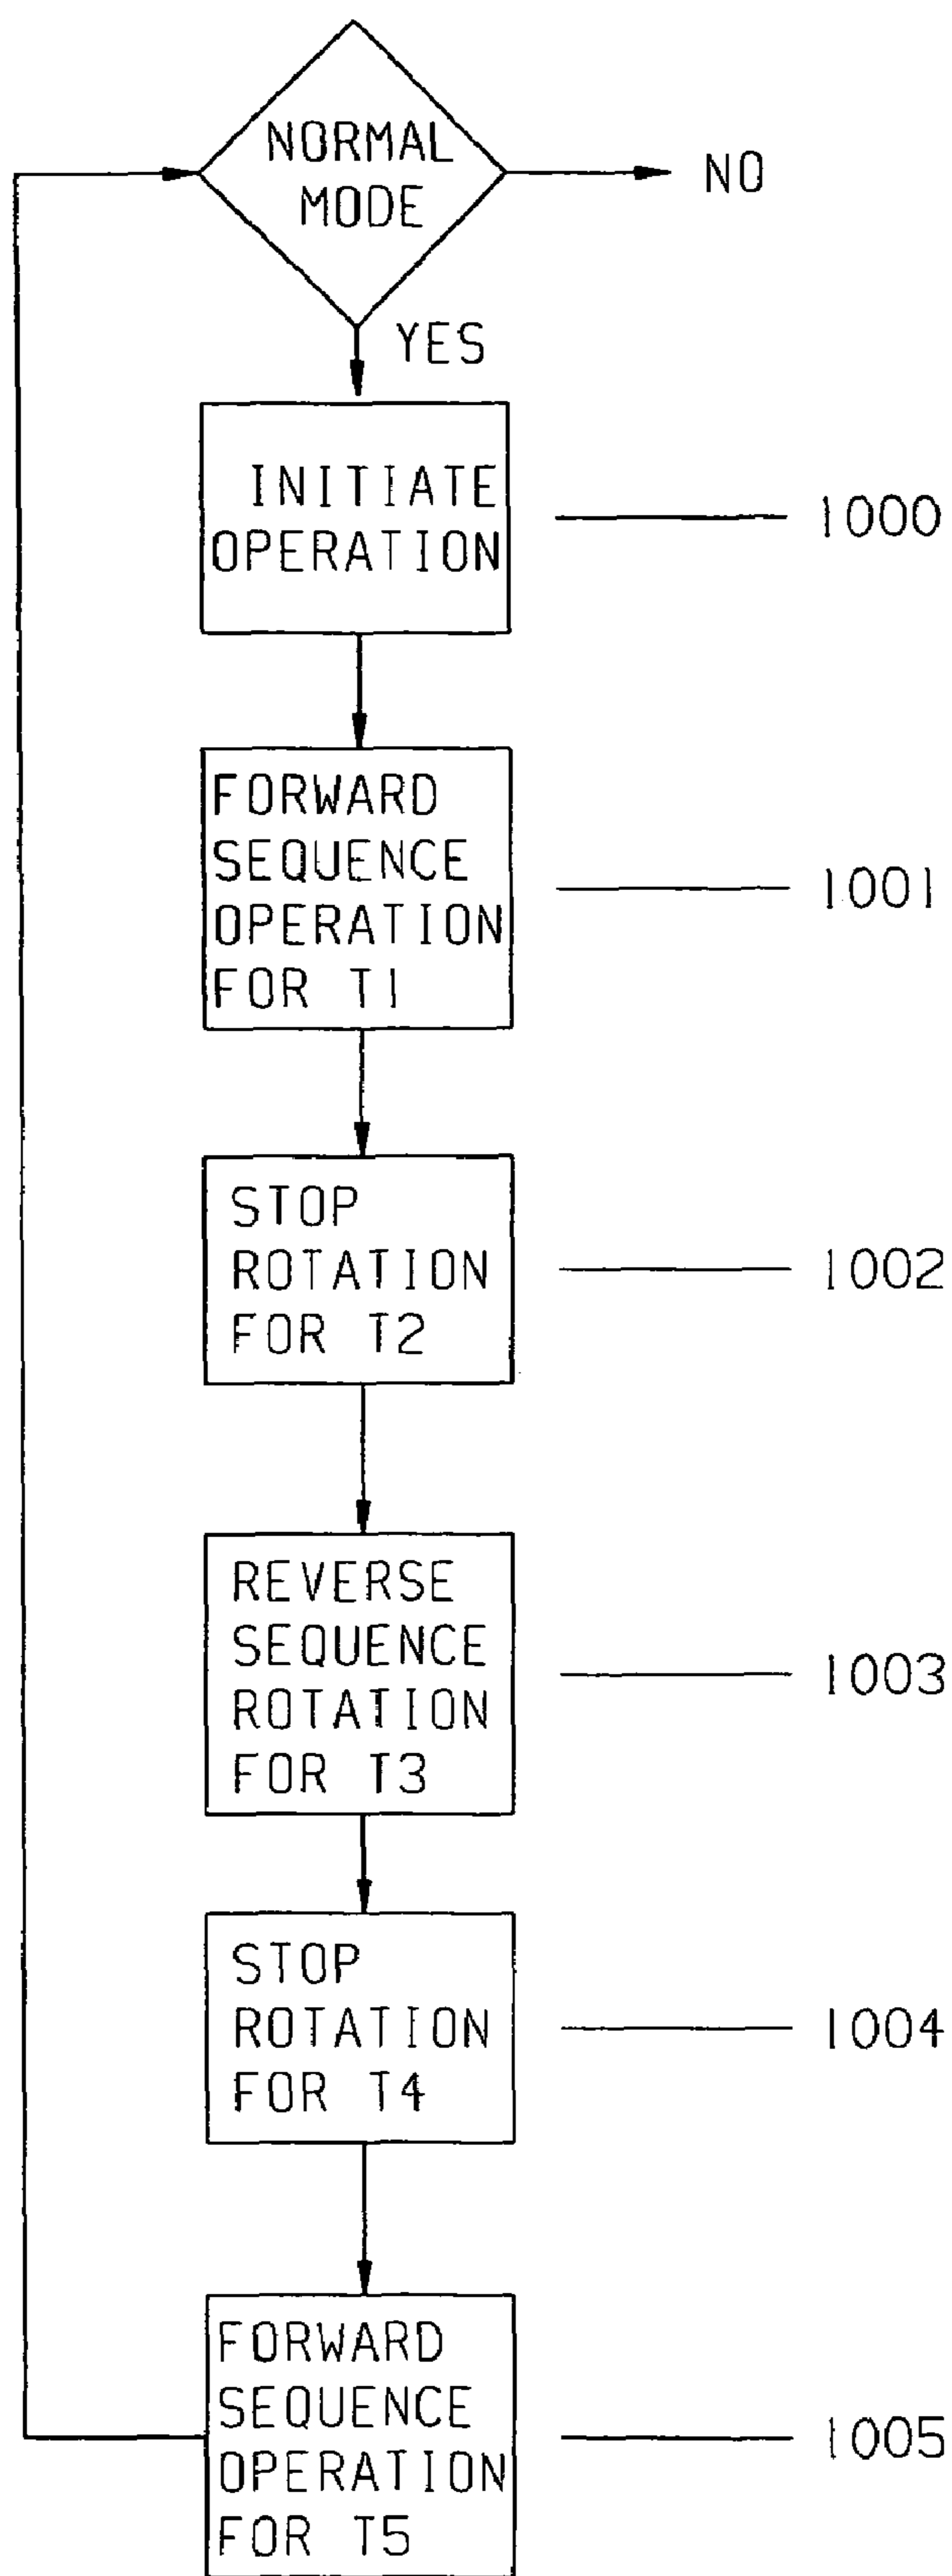 NORMAL
MODE
NO
YES
INITIATE
OPERATION
1000
FORWARD
SEQUENCE
OPERATION
FOR T1
1001
STOP
ROTATION
FOR T2
1002
REVERSE
SEQUENCE
ROTATION
FOR T3
1003
STOP
ROTATION
FOR T4
1004
FORWARD
SEQUENCE
OPERATION
FOR T5
1005